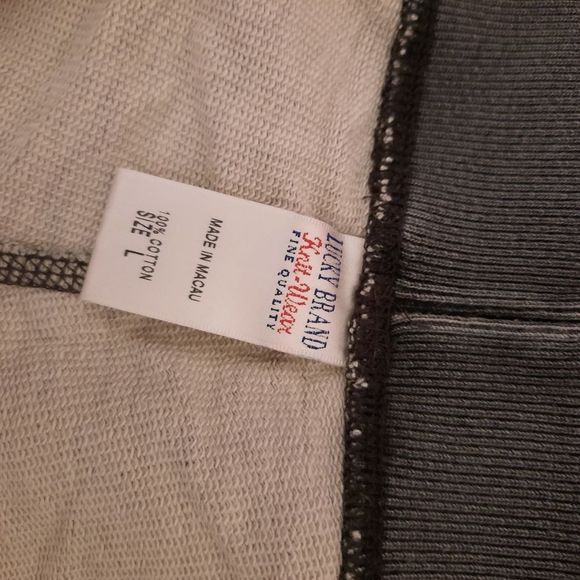 LUCKY BRAND
Knit-Wear
FINE QUALITY
MADE IN MACAU
100% COTTON
SIZE L